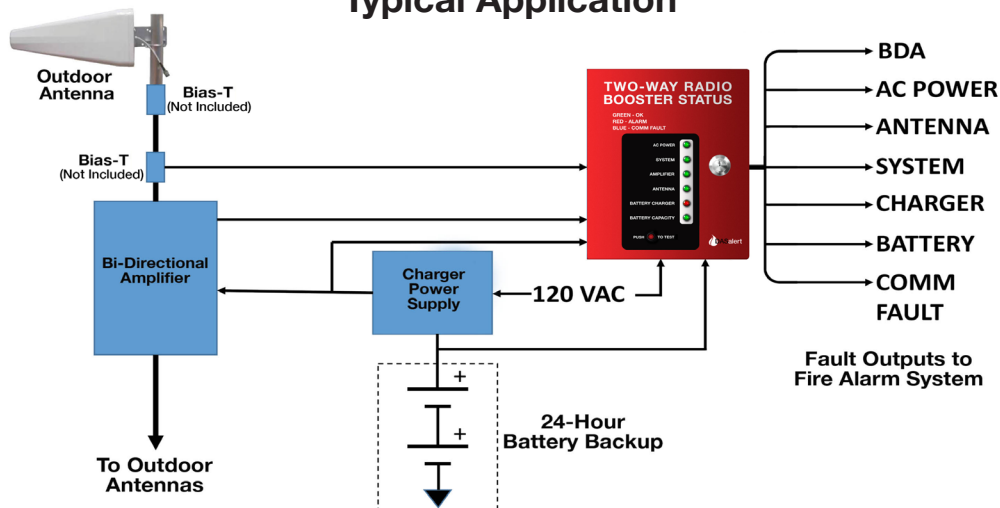 Typical Application
Outdoor
Antenna
Bias-T
(Not Included)
Bias-T
(Not Included)
Bi-Directional
Amplifier
To Outdoor
Antennas
Charger
Power
Supply
120 VAC
+
+
24-Hour
Battery Backup
TWO-WAY RADIO
BOOSTER STATUS
GREEN - OK
RED - ALARM
BLUE - COMM FAULT
AC POWER
SYSTEM
AMPLIFIER
ANTENNA
BATTERY CHARGER
BATTERY CAPACITY
PUSH TO TEST
DASalert
BDA
AC POWER
ANTENNA
SYSTEM
CHARGER
BATTERY
COMM
FAULT
Fault Outputs to
Fire Alarm System